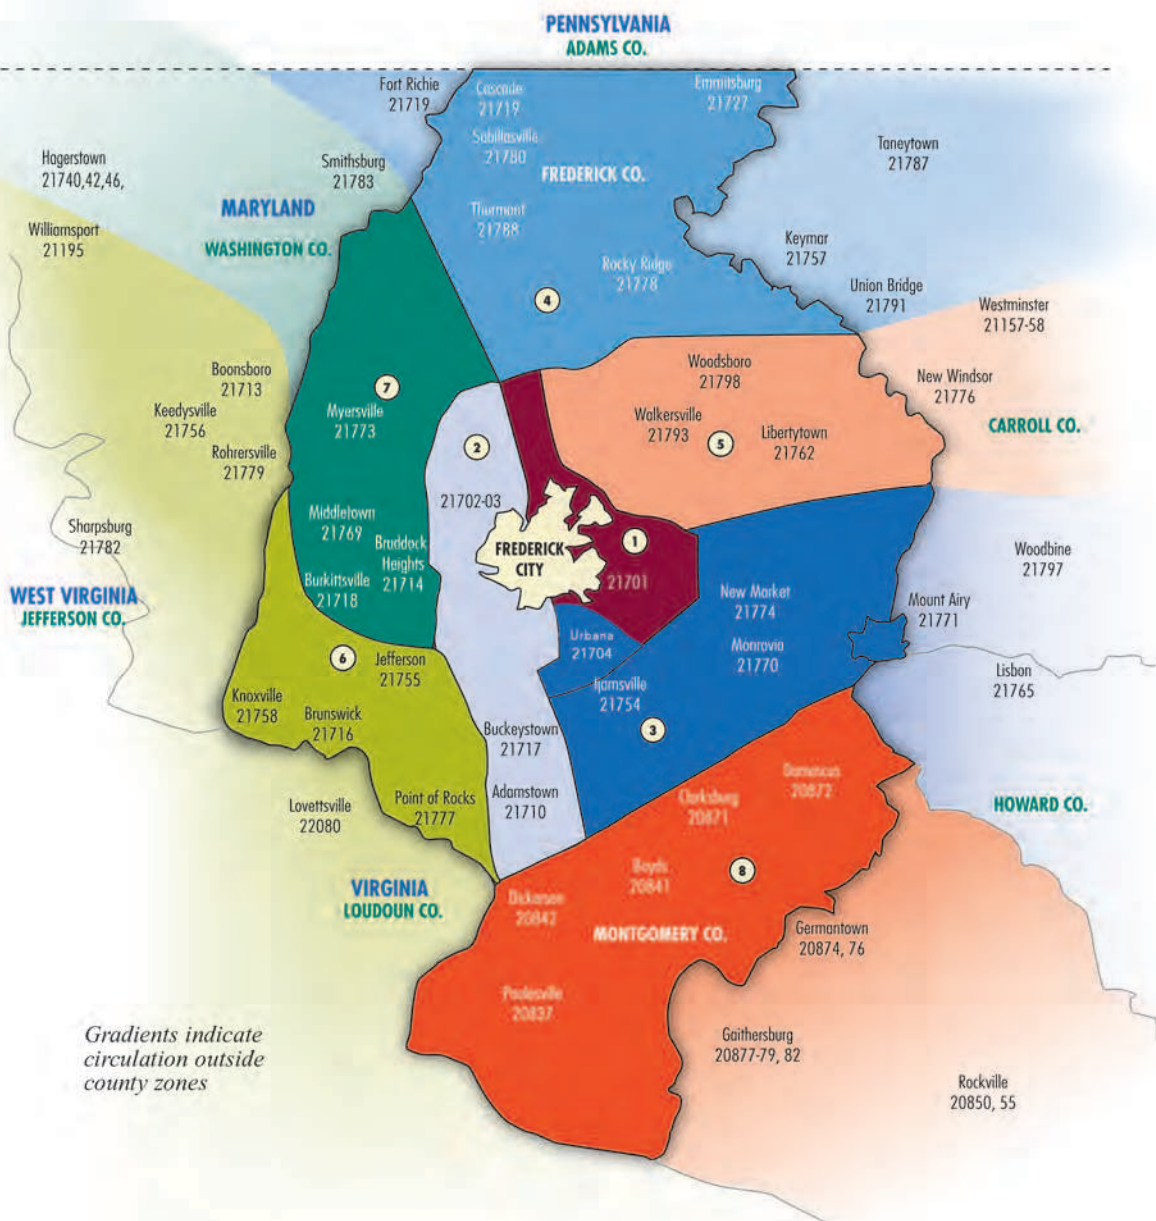 PENNSYLVANIA
ADAMS CO.
Fort Richie
21719
Cascade
21719
Emmitsburg
21727
Sabillasville
21780
Taneytown
21787
Hagerstown
21740,42,46,
Smithsburg
21783
FREDERICK CO.
MARYLAND
WASHINGTON CO.
Thurmont
21788
Williamsport
21195
Keymar
21757
Rocky Ridge
21778
Union Bridge
21791
4
Westminster
21157-58
Boonsboro
21713
7
Woodsboro
21798
New Windsor
21776
Keedysville
21756
Myersville
21773
Walkersville
21793
5
Libertytown
21762
CARROLL CO.
2
Rohrersville
21779
21702-03
Sharpsburg
21782
Middletown
21769
Braddock
Heights
21714
FREDERICK
CITY
1
21701
Woodbine
21797
Burkittsville
21718
WEST VIRGINIA
JEFFERSON CO.
New Market
21774
Mount Airy
21771
Urbana
21704
Monrovia
21770
6
Jefferson
21755
Lisbon
21765
Ijamsville
21754
Knoxville
21758
Brunswick
21716
Buckeystown
21717
3
Damascus
20872
Lovettsville
22080
Point of Rocks
21777
Adamstown
21710
Clarksburg
20871
HOWARD CO.
VIRGINIA
LOUDOUN CO.
Boyds
20841
8
Dickerson
20842
MONTGOMERY CO.
Germantown
20874, 76
Poolesville
20837
Gradients indicate
circulation outside
county zones
Gaithersburg
20877-79, 82
Rockville
20850, 55